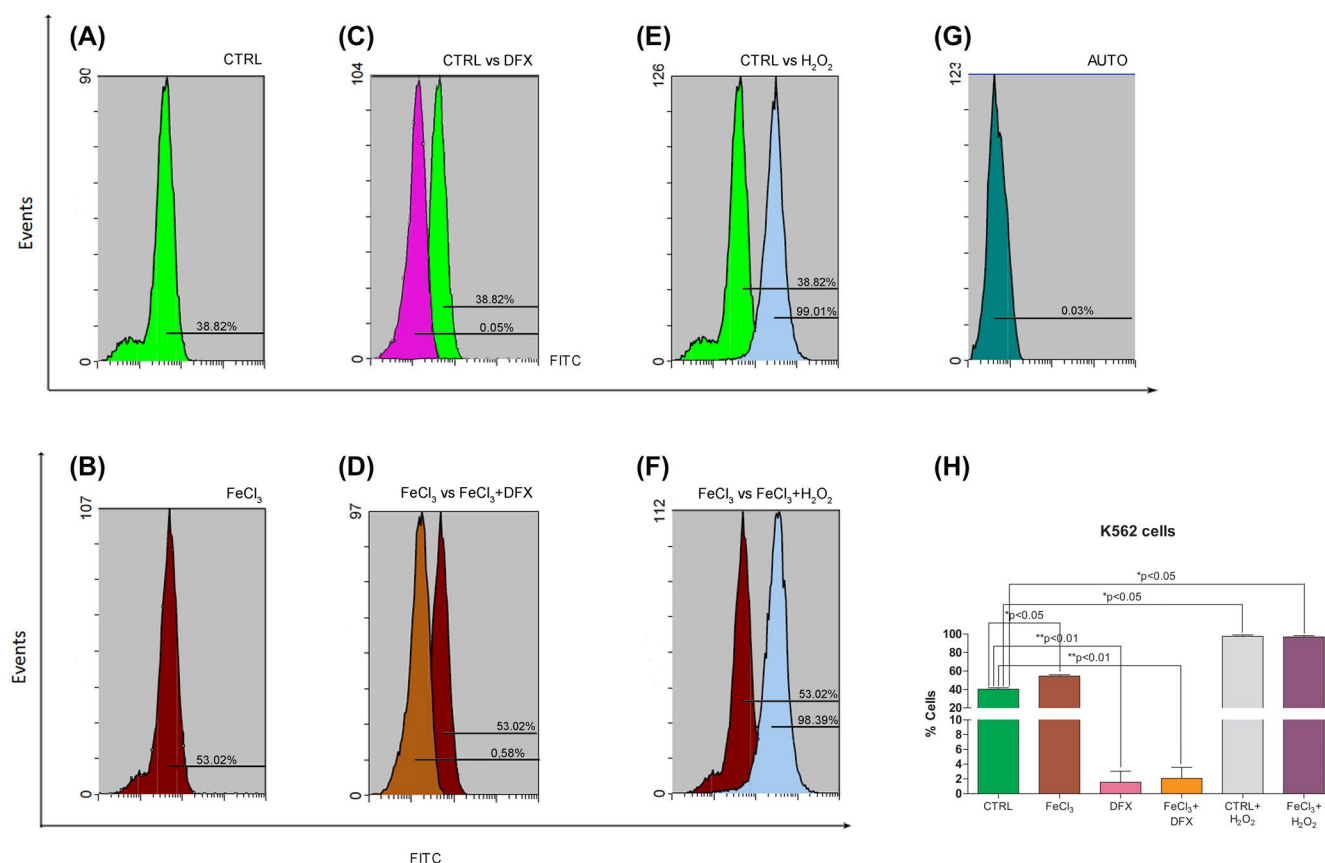 (A)
CTRL
90
0
38.82%
(C)
CTRL vs DFX
104
0
38.82%
0.05%
(E)
CTRL vs H₂O₂
126
0
38.82%
99.01%
(G)
AUTO
123
0
0.03%
Events
FITC
(B)
FeCl₃
107
0
53.02%
(D)
FeCl₃ vs FeCl₃+DFX
97
0
53.02%
0,58%
(F)
FeCl₃ vs FeCl₃+H₂O₂
112
0
53.02%
98.39%
Events
FITC
(H)
K562 cells
*p<0.05
*p<0.05
*p<0.05
**p<0.01
**p<0.01
% Cells
100
80
60
40
20
10
8
6
4
2
0
CTRL
FeCl₃
DFX
FeCl₃+
DFX
CTRL+
H₂O₂
FeCl₃+
H₂O₂